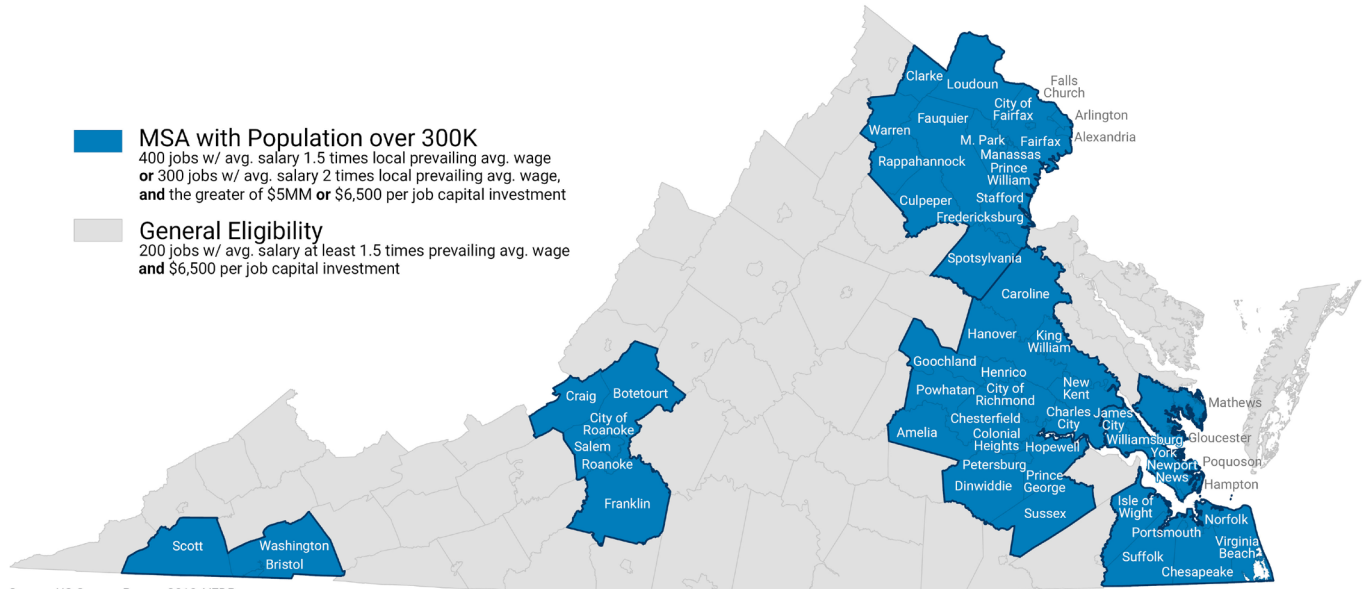 MSA with Population over 300K
400 jobs w/ avg. salary 1.5 times local prevailing avg. wage
or 300 jobs w/ avg. salary 2 times local prevailing avg. wage,
and the greater of $5MM or $6,500 per job capital investment
General Eligibility
200 jobs w/ avg. salary at least 1.5 times prevailing avg. wage
and $6,500 per job capital investment
Clarke
Loudoun
Falls
Church
City of
Fairfax
Arlington
Fauquier
Warren
M. Park
Fairfax
Alexandria
Rappahannock
Manassas
Prince
William
Culpeper
Stafford
Fredericksburg
Spotsylvania
Caroline
Hanover
King
William
Goochland
Henrico
Powhatan
City of
Richmond
New
Kent
Chesterfield
Charles
City
James
City
Amelia
Colonial
Heights
Hopewell
Williamsburg
Mathews
Gloucester
York
Poquoson
Newport
News
Hampton
Petersburg
Prince
George
Dinwiddie
Sussex
Isle of
Wight
Norfolk
Portsmouth
Virginia
Beach
Suffolk
Chesapeake
Craig
Botetourt
City of
Roanoke
Salem
Roanoke
Franklin
Scott
Washington
Bristol